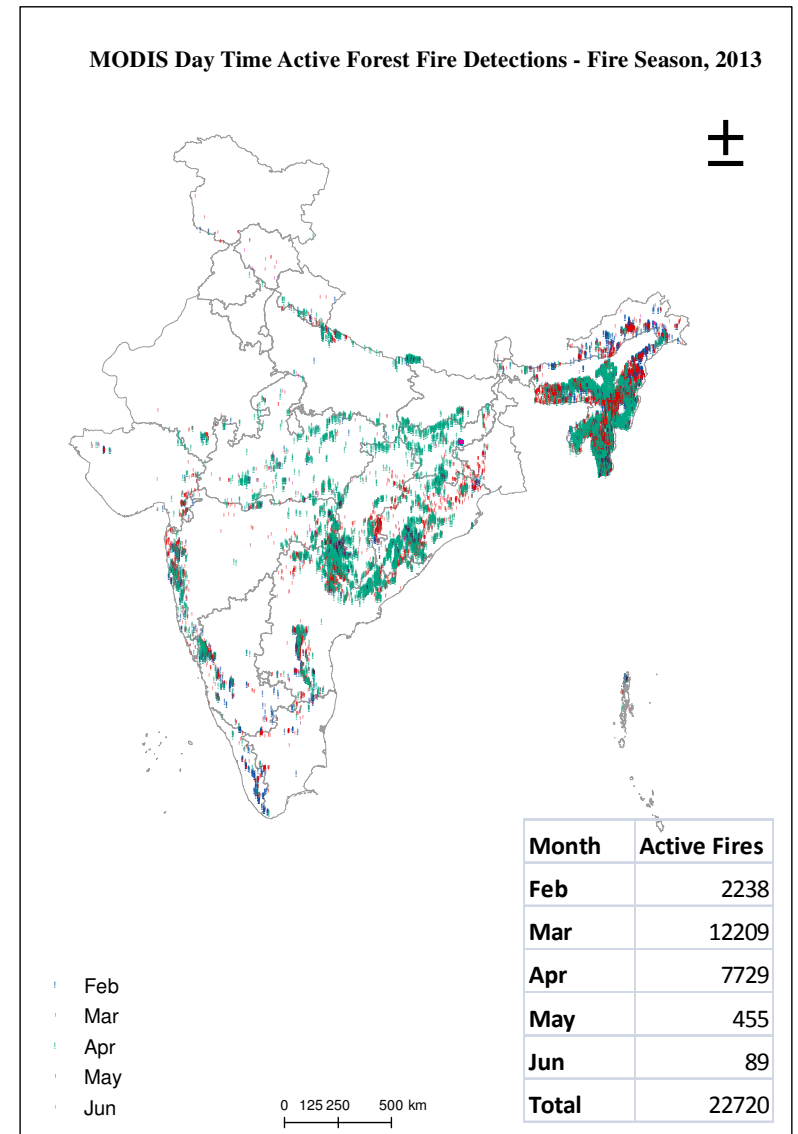 MODIS Day Time Active Forest Fire Detections - Fire Season, 2013
±
Month Active Fires
Feb 2238
Mar 12209
Apr 7729
May 455
Jun 89
Total 22720
Feb
Mar
Apr
May
Jun
0 125 250 500 km